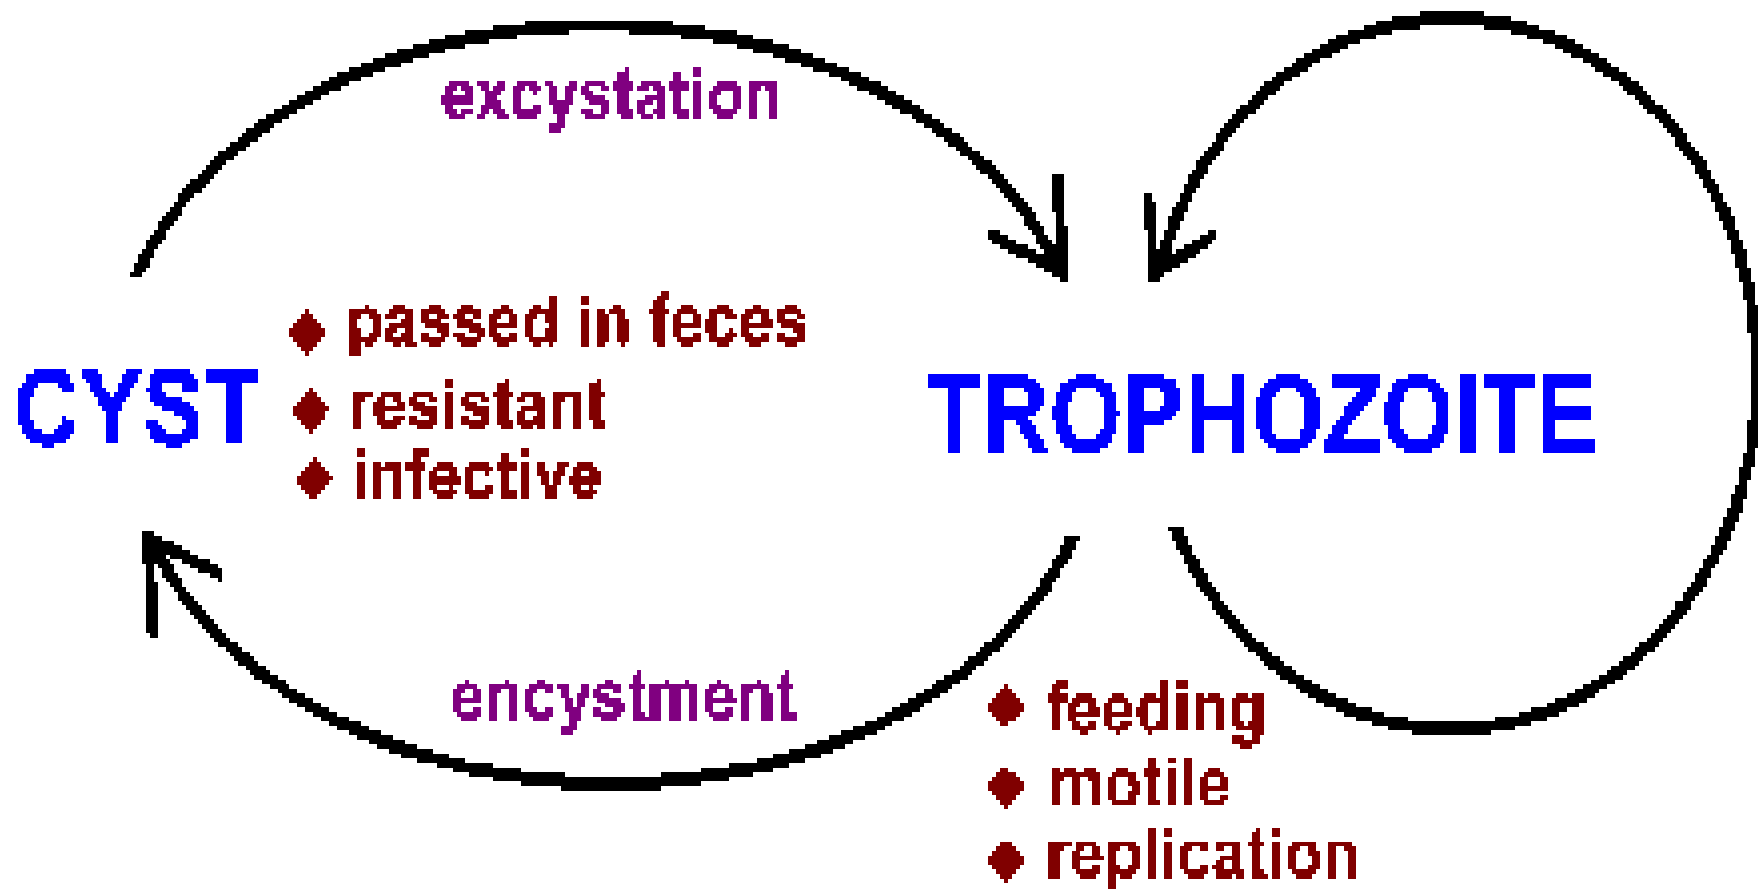 excystation
◆ passed in feces
CYST ◆ resistant TROPHOZOITE
◆ infective
encystment
◆ feeding
◆ motile
◆ replication